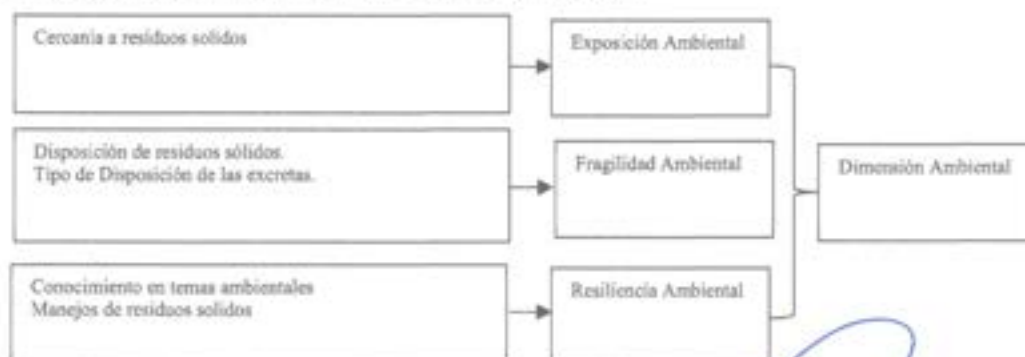 Cercania a residuos solidos
Exposición Ambiental
Disposición de residuos sólidos.
Tipo de Disposición de las excretas.
Fragilidad Ambiental
Dimensión Ambiental
Conocimiento en temas ambientales
Manejos de residuos solidos
Resiliencia Ambiental